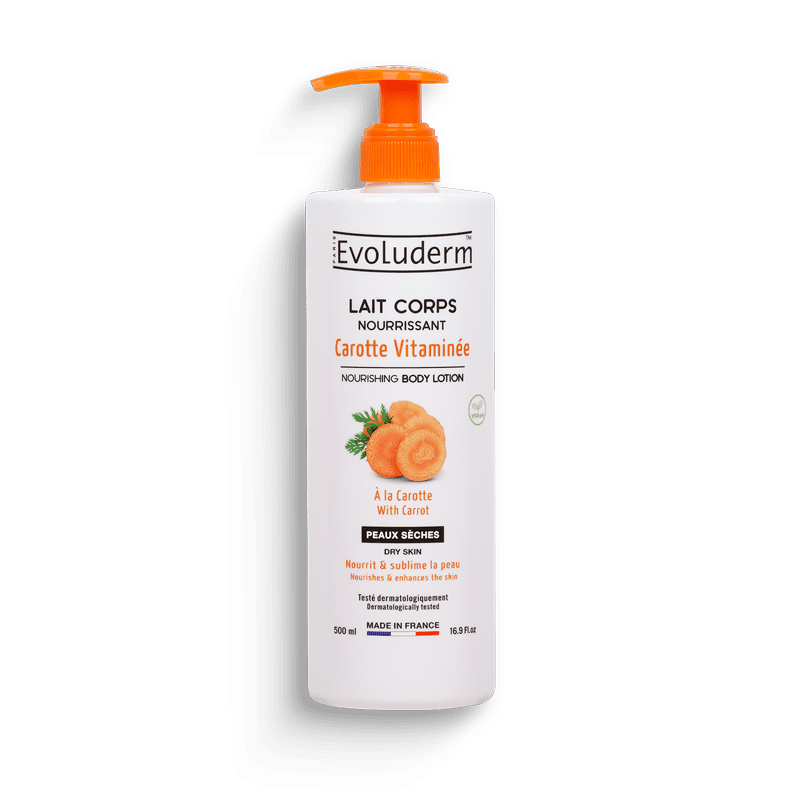 PARIS
EvoLuderm™
LAIT CORPS
NOURRISSANT
Carotte Vitaminée
NOURISHING BODY LOTION
VEGAN
À la Carotte
With Carrot
PEAUX SÈCHES
DRY SKIN
Nourrit & sublime la peau
Nourishes & enhances the skin
Testé dermatologiquement
Dermatologically tested
500 ml MADE IN FRANCE 16.9 Fl.oz